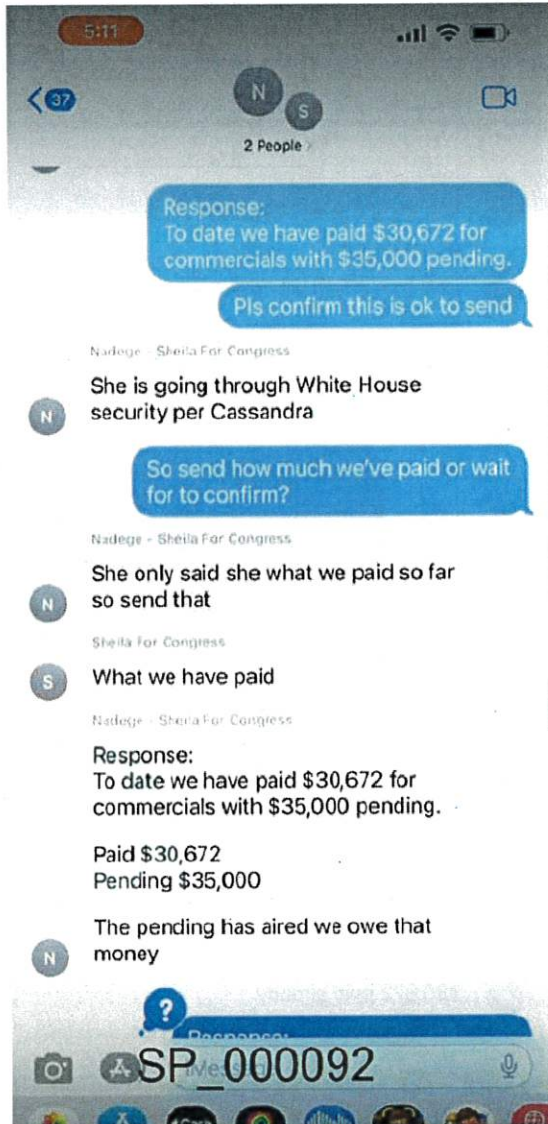 5:11
37
N
S
2 People
Response:
To date we have paid $30,672 for
commercials with $35,000 pending.
Pls confirm this is ok to send
Nadege - Sheila For Congress
She is going through White House
security per Cassandra
N
So send how much we've paid or wait
for to confirm?
Nadege - Sheila For Congress
She only said she what we paid so far
so send that
N
Sheila For Congress
What we have paid
S
Nadege - Sheila For Congress
Response:
To date we have paid $30,672 for
commercials with $35,000 pending.
Paid $30,672
Pending $35,000
The pending has aired we owe that
money
N
?
Response:
SP_000092